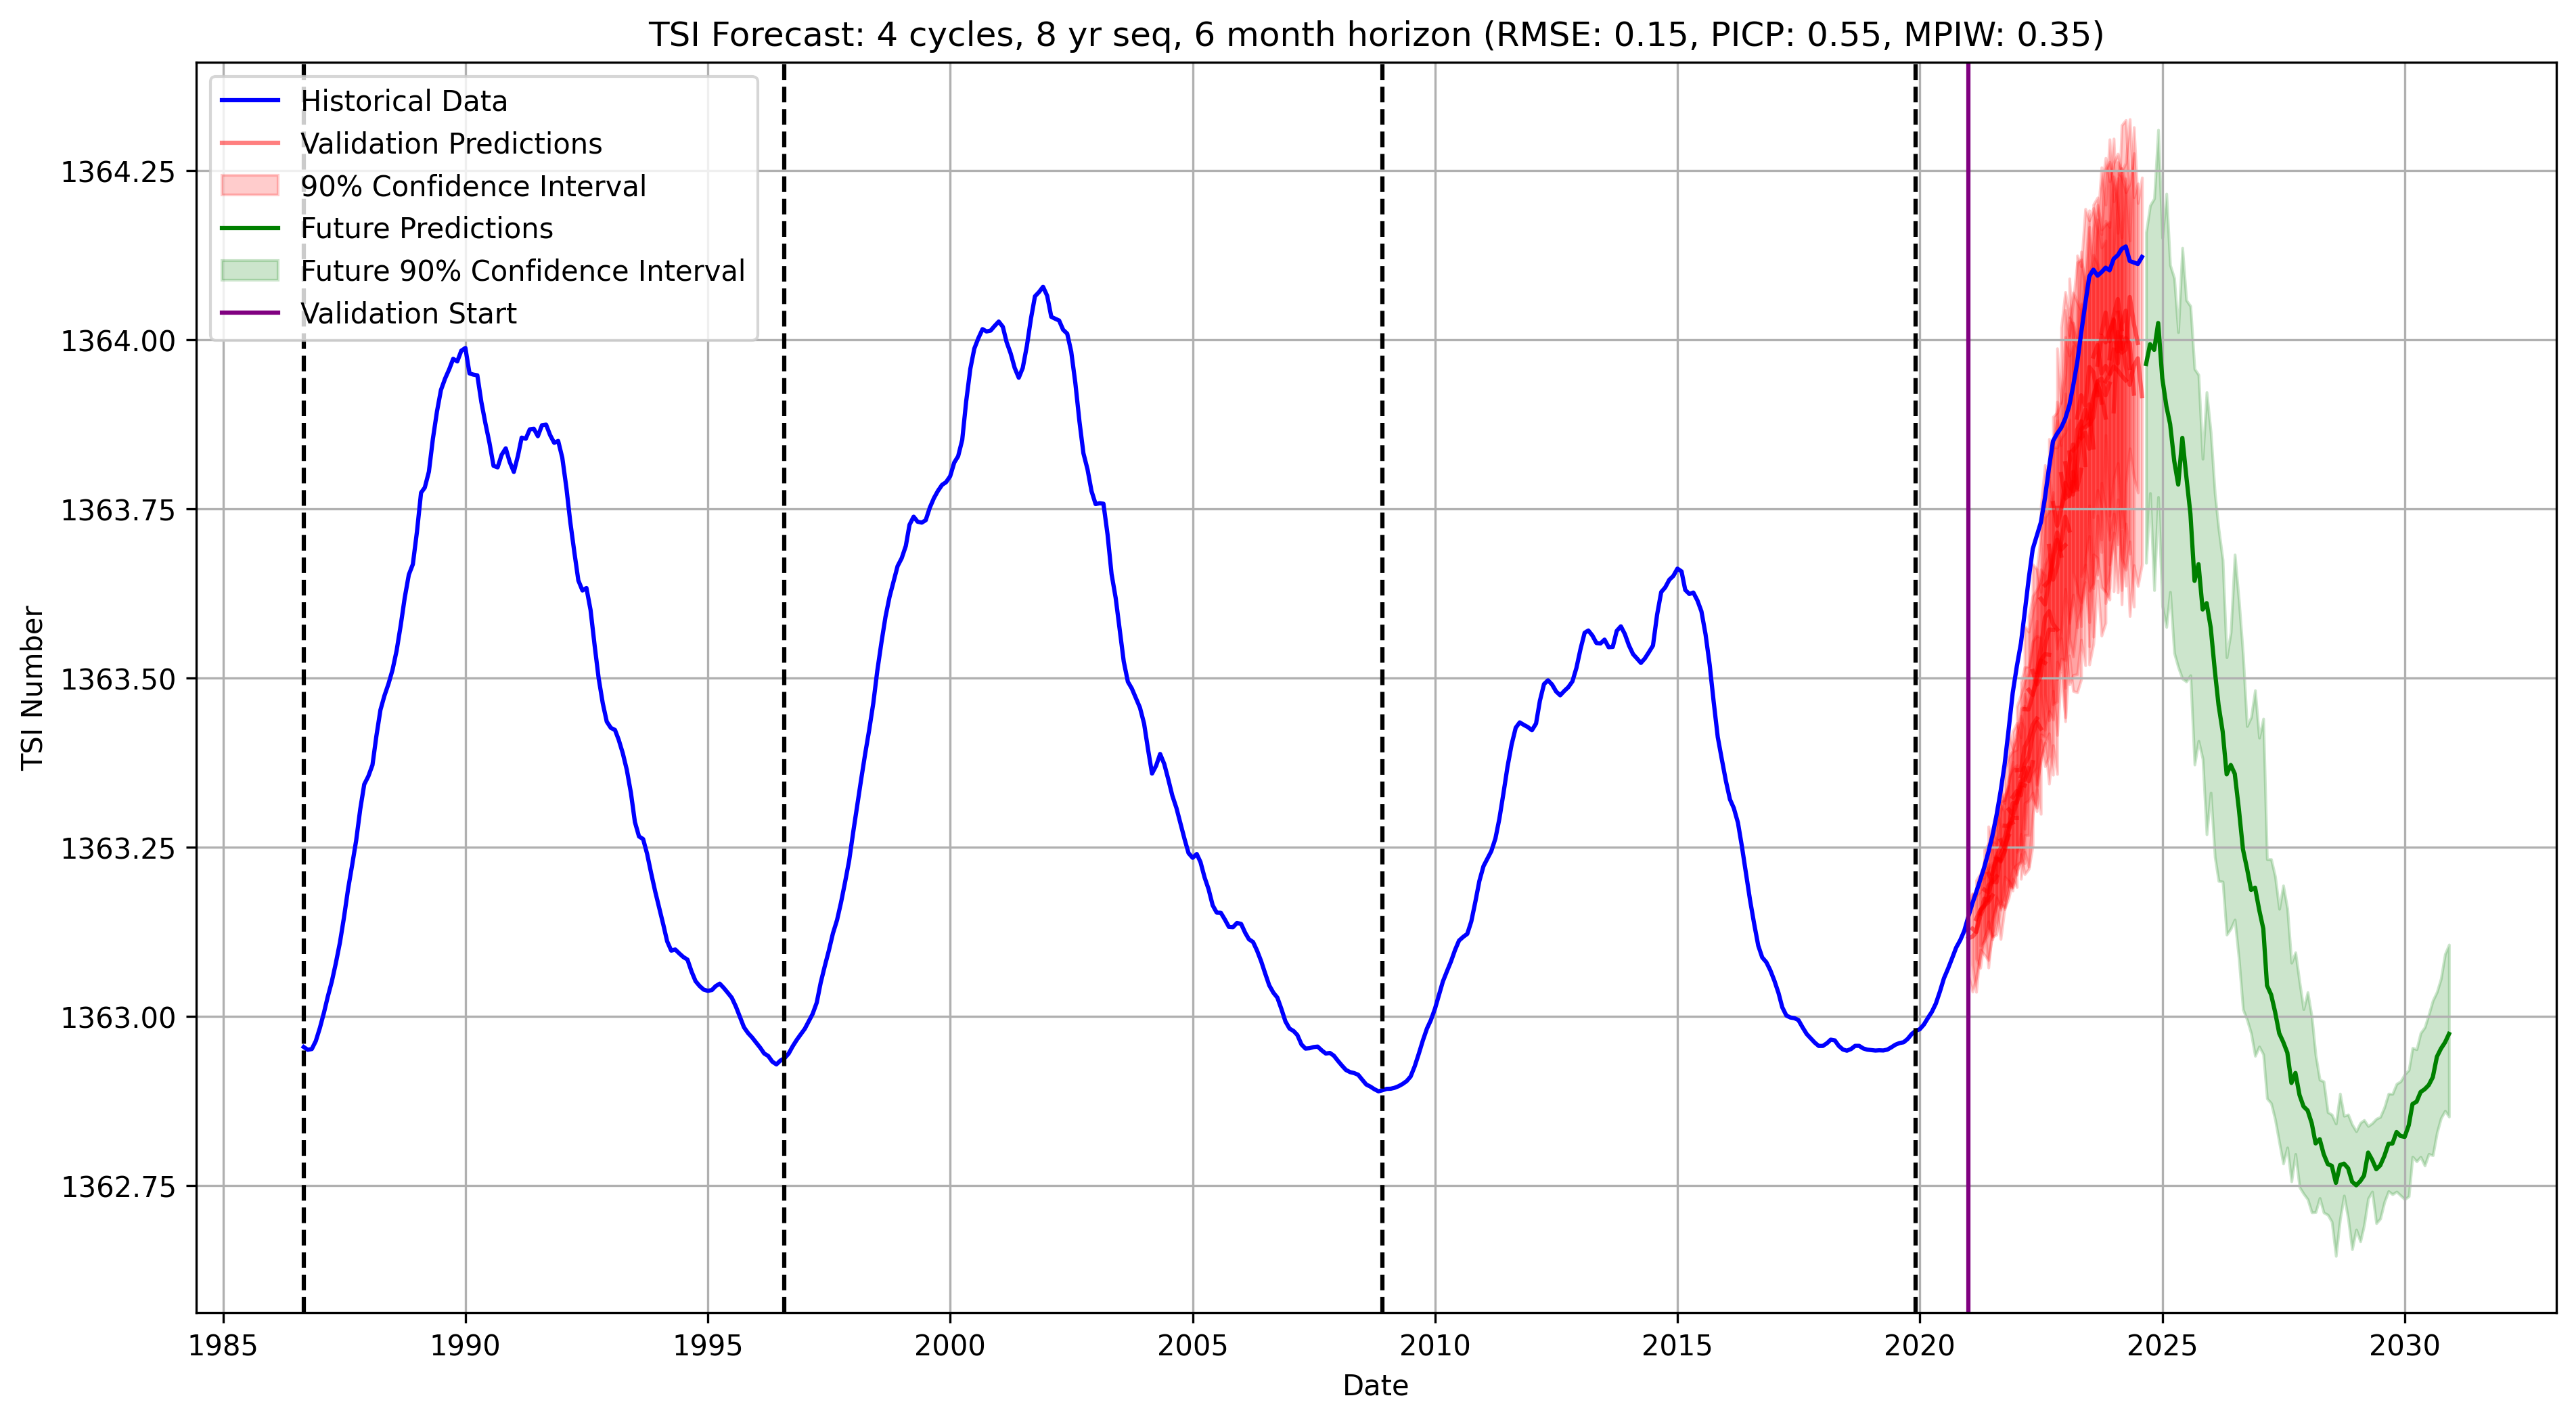 TSI Forecast: 4 cycles, 8 yr seq, 6 month horizon (RMSE: 0.15, PICP: 0.55, MPIW: 0.35)
Historical Data
Validation Predictions
90% Confidence Interval
Future Predictions
Future 90% Confidence Interval
Validation Start
TSI Number
1364.25
1364.00
1363.75
1363.50
1363.25
1363.00
1362.75
1985 1990 1995 2000 2005 2010 2015 2020 2025 2030
Date